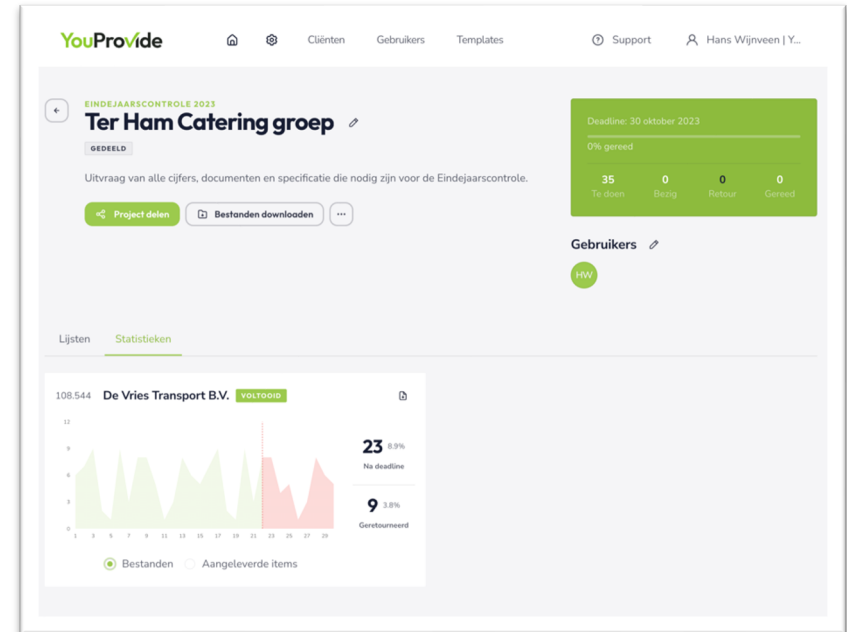 YouProvide
Cliënten Gebruikers Templates Support Hans Wijnveen | Y...
EINDEJAARSCONTROLE 2023
Ter Ham Catering groep
GEDEELD
Uitvraag van alle cijfers, documenten en specificatie die nodig zijn voor de Eindejaarscontrole.
Project delen Bestanden downloaden ...
Deadline: 30 oktober 2023
0% gereed
35 0 0 0
Te doen Bezig Retour Gereed
Gebruikers
HW
Lijsten Statistieken
108.544 De Vries Transport B.V. VOLTOOID
12
9
6
3
0
1 3 5 7 9 11 13 15 17 19 21 23 25 27 29
23 8.9%
Na deadline
9 3.8%
Geretourneerd
Bestanden Aangeleverde items